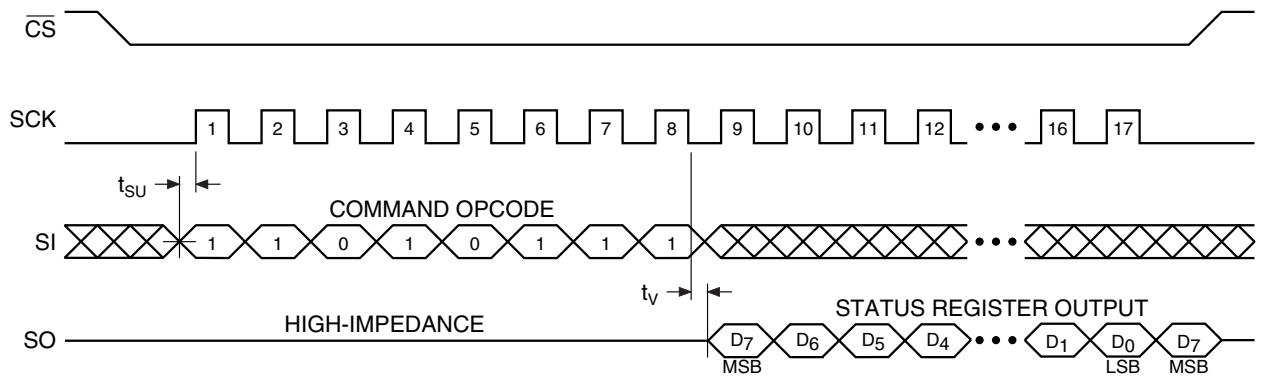 CS
SCK
1 2 3 4 5 6 7 8 9 10 11 12 ••• 16 17
tSU
COMMAND OPCODE
SI
1 1 0 1 0 1 1 1 •••
tV
HIGH-IMPEDANCE
STATUS REGISTER OUTPUT
SO
D7 D6 D5 D4 ••• D1 D0 D7
MSB LSB MSB